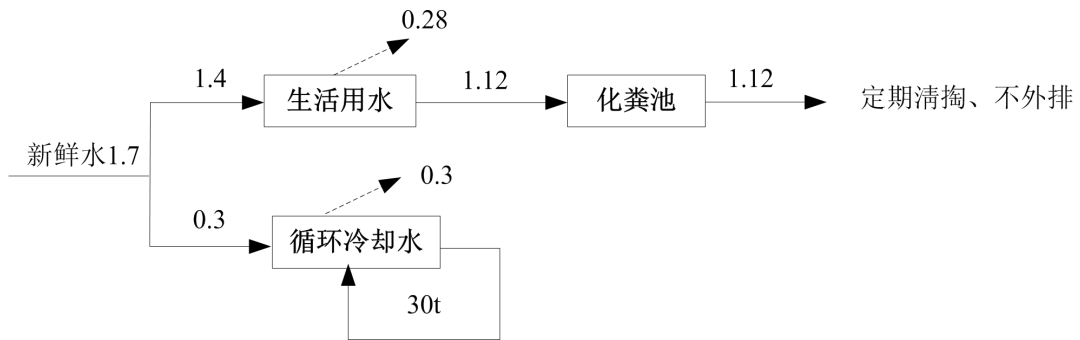 0.28
1.4
生活用水
1.12
化粪池
1.12
定期清掏、不外排
新鲜水1.7
0.3
0.3
循环冷却水
30t